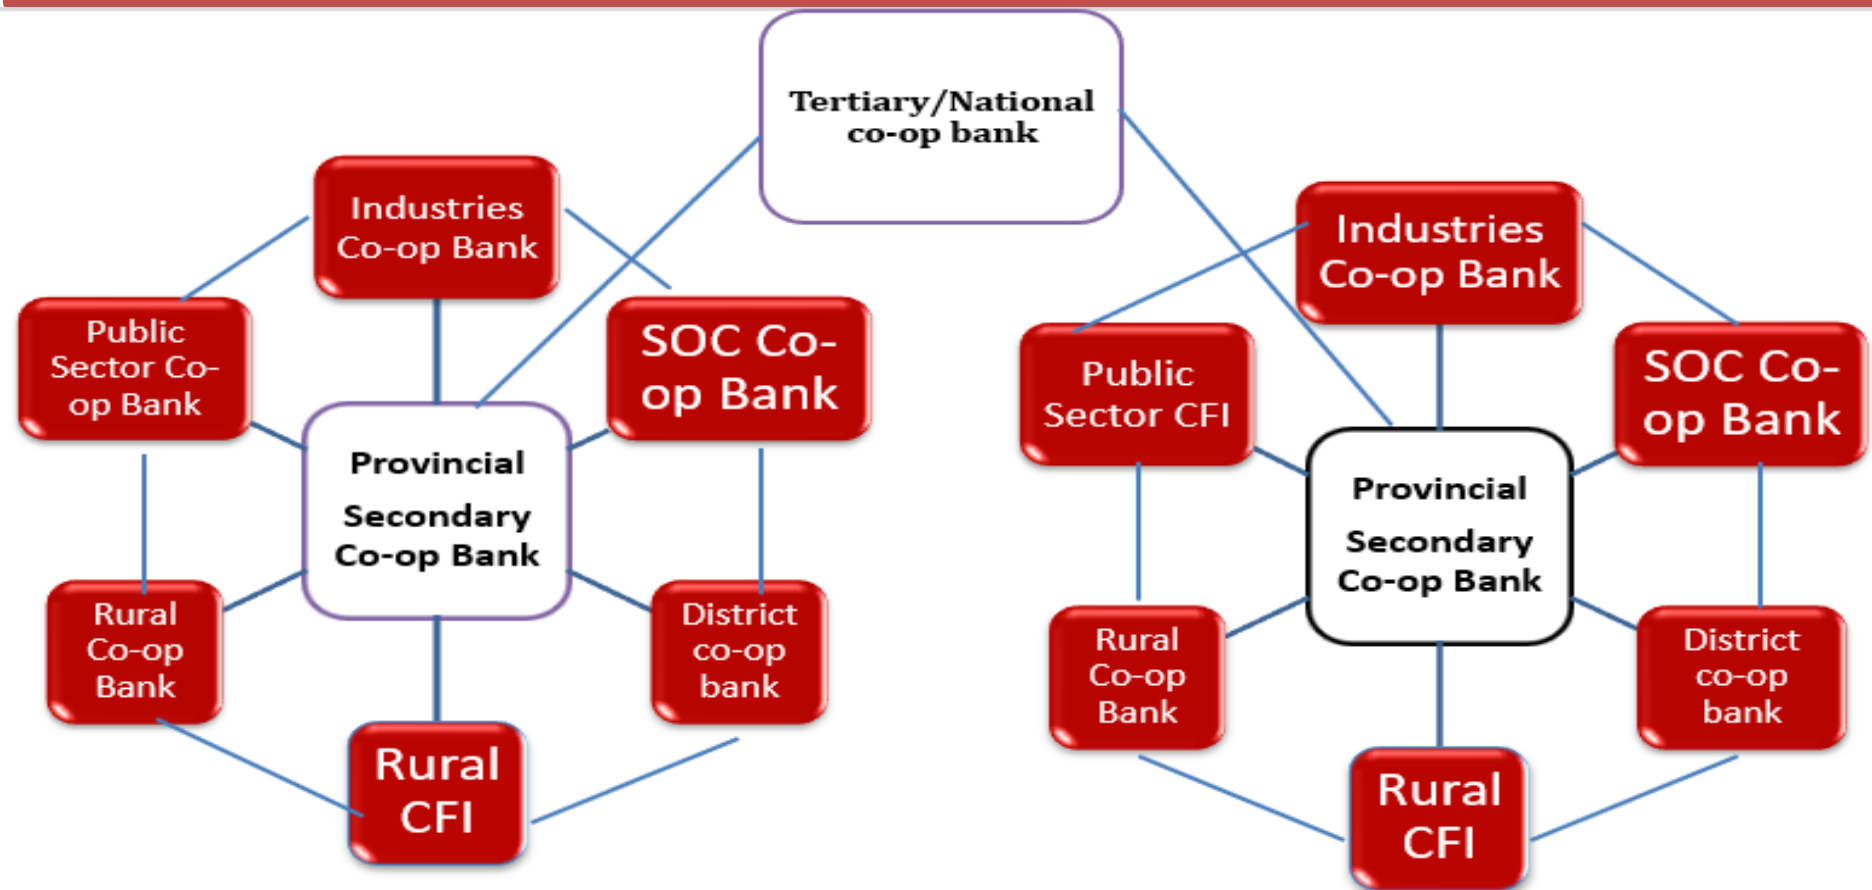 Tertiary/National
co-op bank
Industries
Co-op Bank
Public
Sector Co-
op Bank
SOC Co-
op Bank
Provincial
Secondary
Co-op Bank
Rural
Co-op
Bank
District
co-op
bank
Rural
CFI
Industries
Co-op Bank
Public
Sector CFI
SOC Co-
op Bank
Provincial
Secondary
Co-op Bank
Rural
Co-op
Bank
District
co-op
bank
Rural
CFI